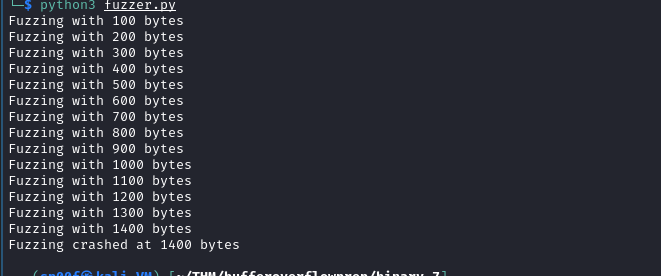 └─$ python3 fuzzer.py
Fuzzing with 100 bytes
Fuzzing with 200 bytes
Fuzzing with 300 bytes
Fuzzing with 400 bytes
Fuzzing with 500 bytes
Fuzzing with 600 bytes
Fuzzing with 700 bytes
Fuzzing with 800 bytes
Fuzzing with 900 bytes
Fuzzing with 1000 bytes
Fuzzing with 1100 bytes
Fuzzing with 1200 bytes
Fuzzing with 1300 bytes
Fuzzing with 1400 bytes
Fuzzing crashed at 1400 bytes